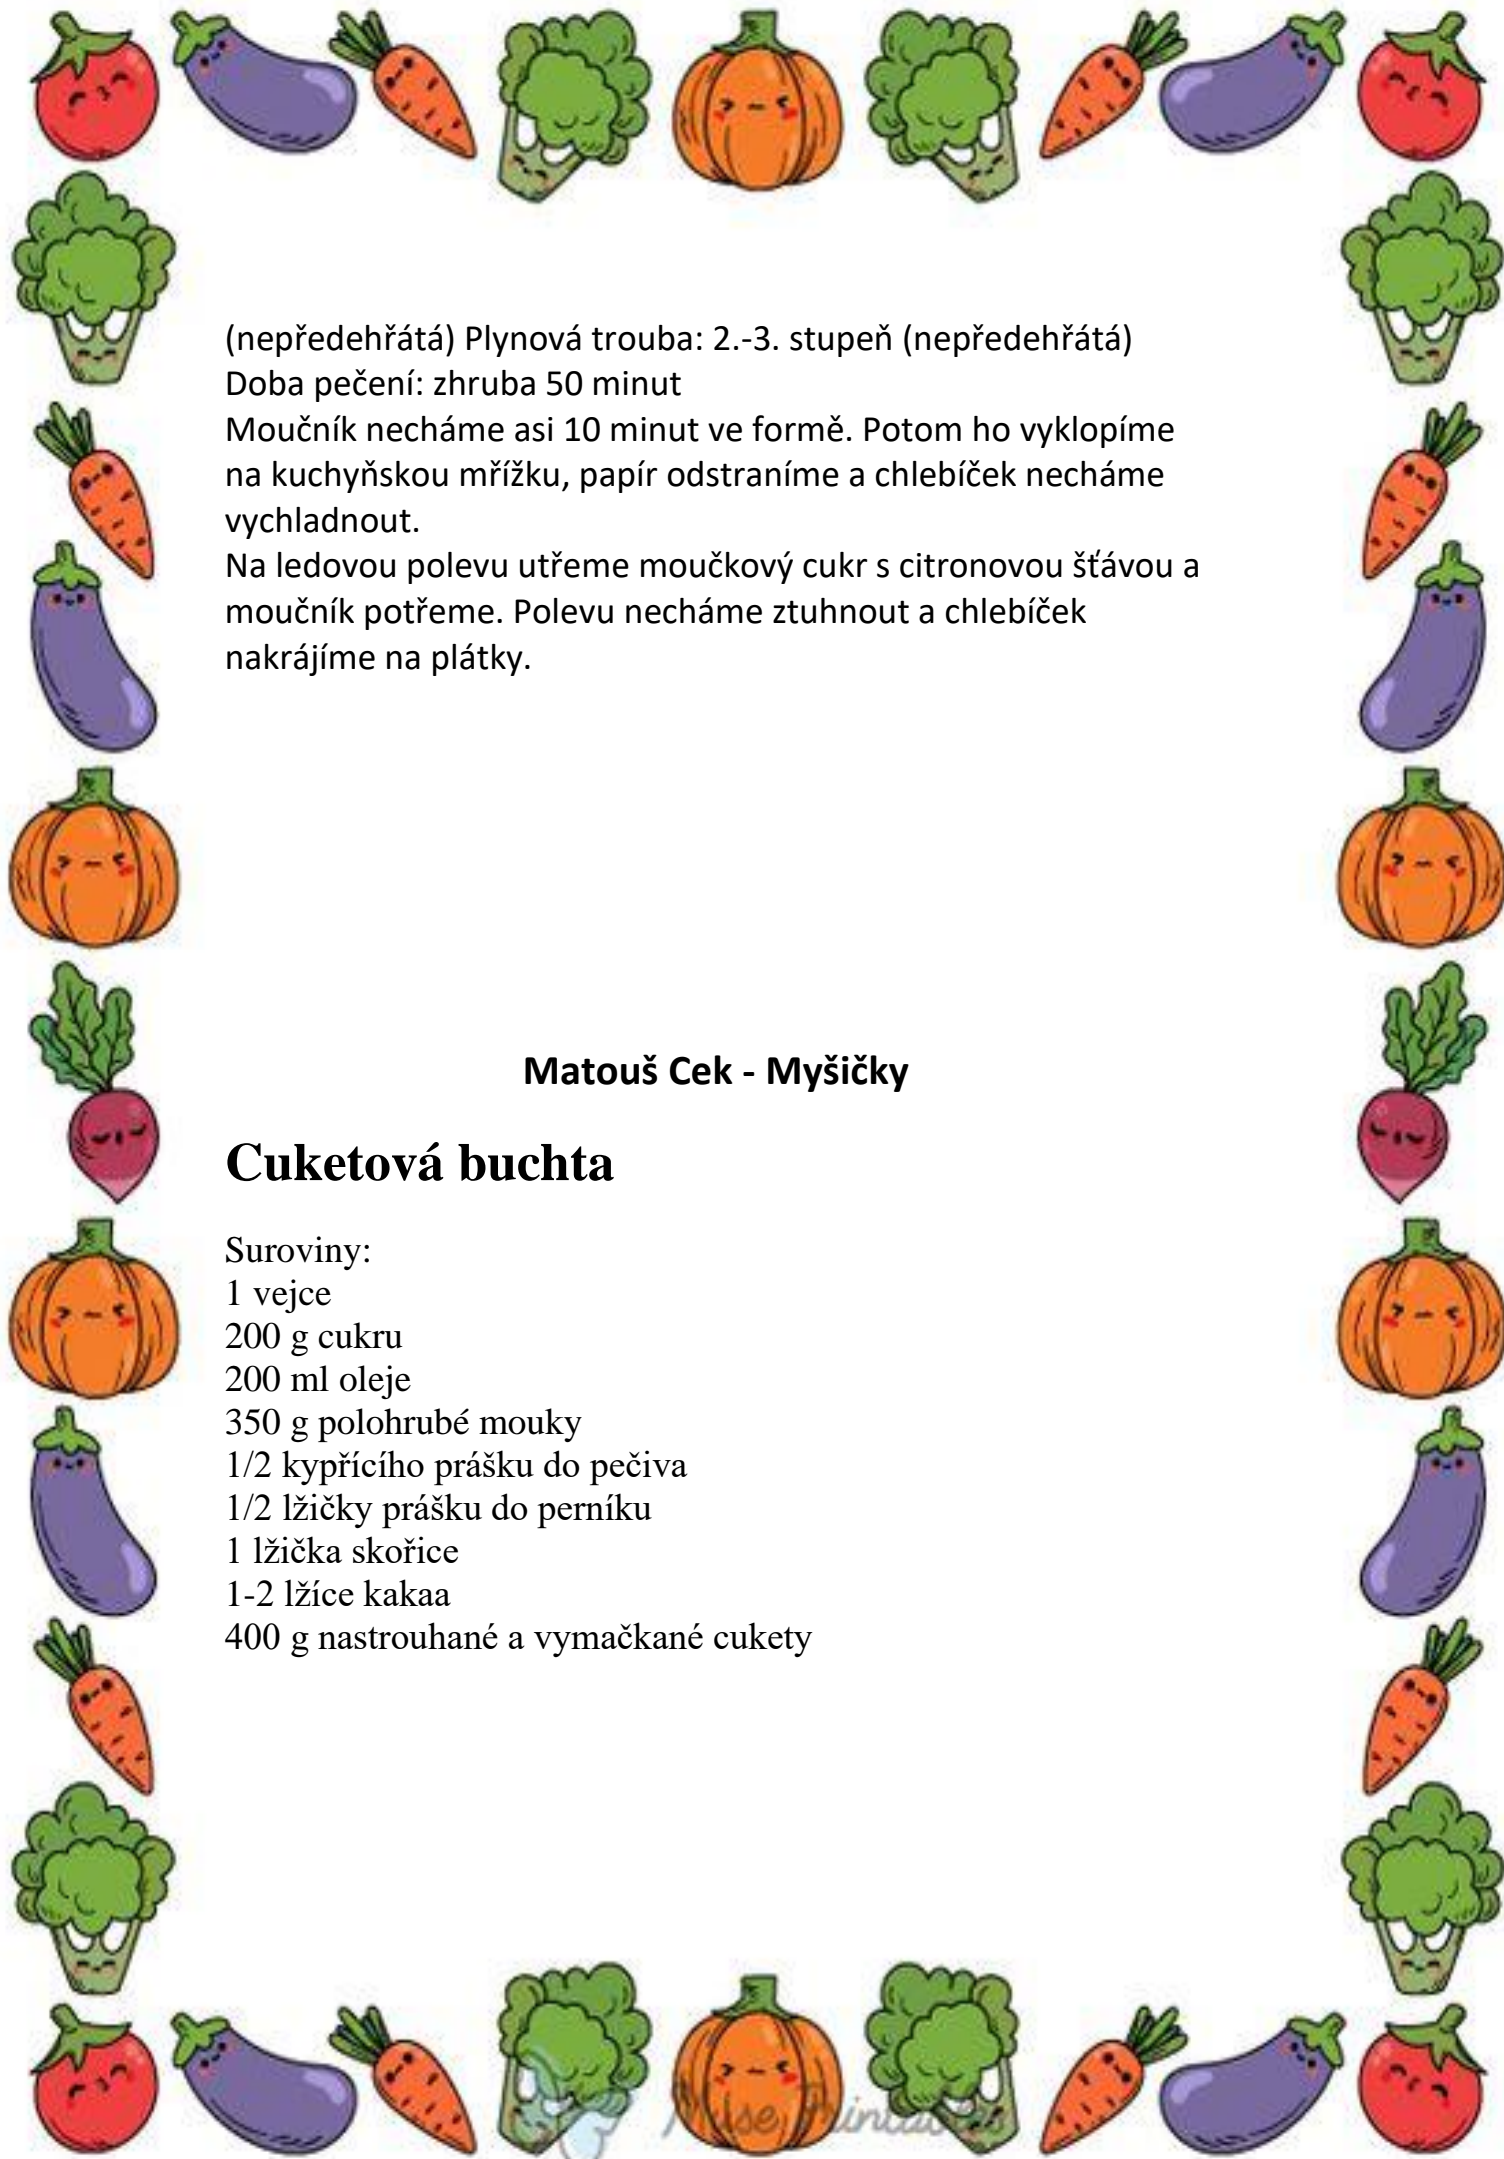 (nepředehřátá) Plynová trouba: 2.-3. stupeň (nepředehřátá)
Doba pečení: zhruba 50 minut
Moučník necháme asi 10 minut ve formě. Potom ho vyklopíme
na kuchyňskou mřížku, papír odstraníme a chlebíček necháme
vychladnout.
Na ledovou polevu utřeme moučkový cukr s citronovou šťávou a
moučník potřeme. Polevu necháme ztuhnout a chlebíček
nakrájíme na plátky.
Matouš Cek - Myšičky
Cuketová buchta
Suroviny:
1 vejce
200 g cukru
200 ml oleje
350 g polohrubé mouky
1/2 kypřícího prášku do pečiva
1/2 lžičky prášku do perníku
1 lžička skořice
1-2 lžíce kakaa
400 g nastrouhané a vymačkané cukety